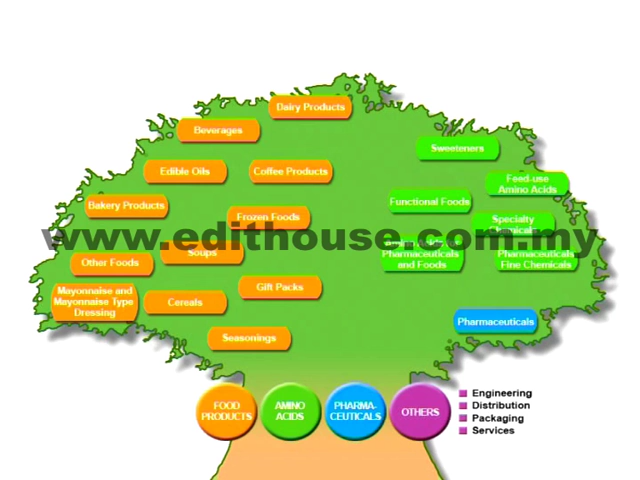 Dairy Products
Beverages
Sweeteners
Edible Oils
Coffee Products
Feed-use
Amino Acids
Functional Foods
Bakery Products
Frozen Foods
Specialty
Chemicals
www.edithouse.com.my
Soups
Other Foods
Pharmaceuticals
and Foods
Pharmaceuticals
Fine Chemicals
Mayonnaise and
Mayonnaise Type
Dressing
Cereals
Gift Packs
Pharmaceuticals
Seasonings
FOOD
PRODUCTS
AMINO
ACIDS
PHARMA-
CEUTICALS
OTHERS
Engineering
Distribution
Packaging
Services